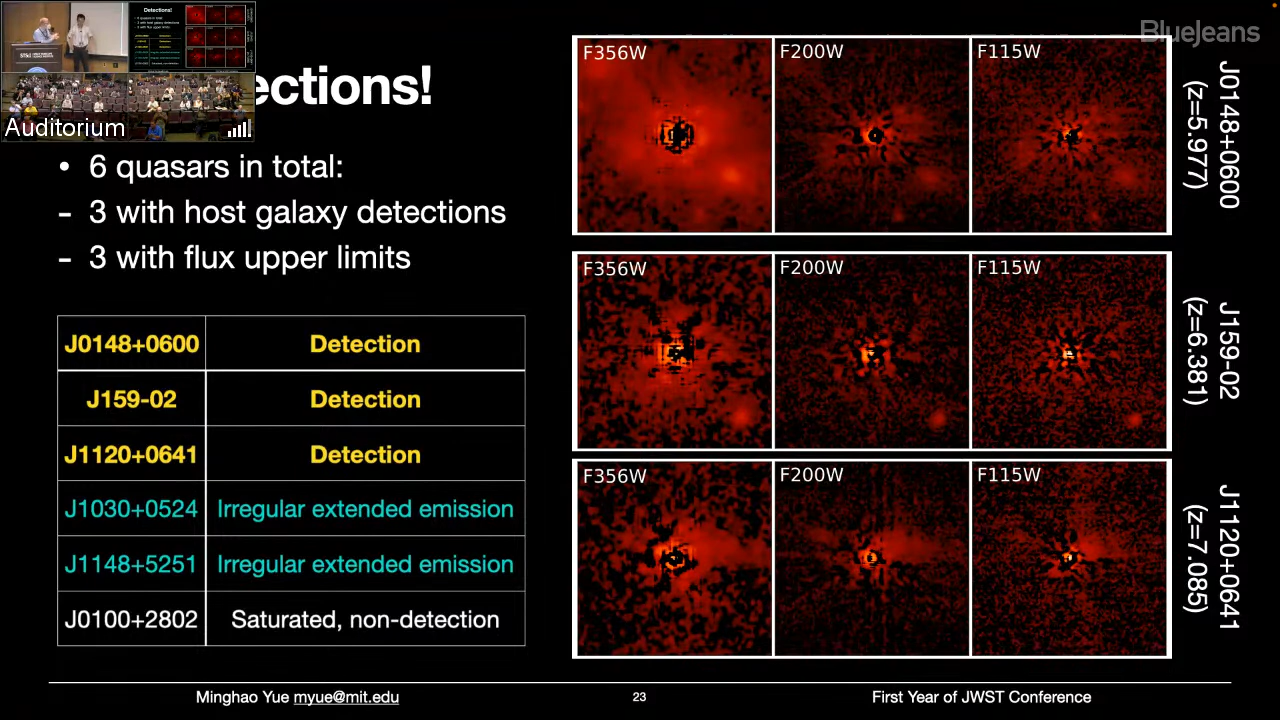 BlueJeans
Auditorium
Detections!
ections!
• 6 quasars in total:
- 3 with host galaxy detections
- 3 with flux upper limits
J0148+0600 Detection
J159-02 Detection
J1120+0641 Detection
J1030+0524 Irregular extended emission
J1148+5251 Irregular extended emission
J0100+2802 Saturated, non-detection
F356W F200W F115W
J0148+0600
(z=5.977)
F356W F200W F115W
J159-02
(z=6.381)
F356W F200W F115W
J1120+0641
(z=7.085)
Minghao Yue myue@mit.edu 23 First Year of JWST Conference